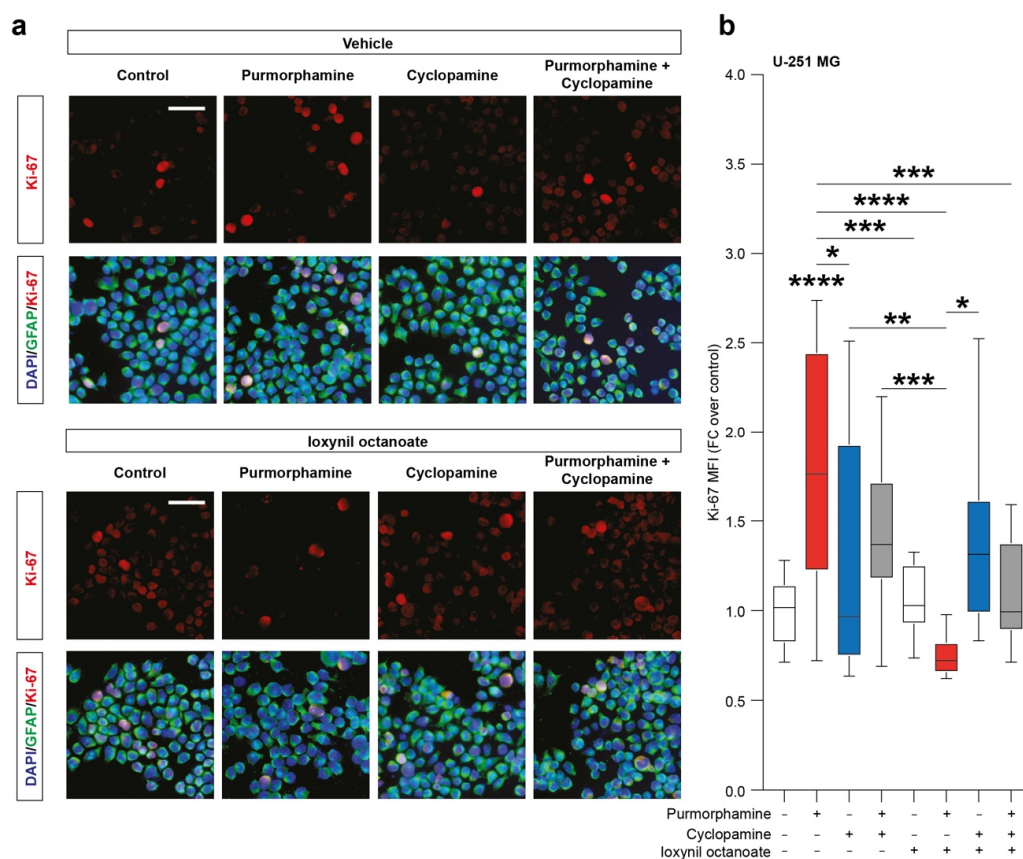 a
Vehicle
Control
Purmorphamine
Cyclopamine
Purmorphamine +
Cyclopamine
Ki-67
DAPI/GFAP/Ki-67
Ioxynil octanoate
Control
Purmorphamine
Cyclopamine
Purmorphamine +
Cyclopamine
Ki-67
DAPI/GFAP/Ki-67
b
U-251 MG
Ki-67 MFI (FC over control)
4.0
3.5
3.0
2.5
2.0
1.5
1.0
0.5
0.0
***
****
***
*
****
**
*
***
Purmorphamine – + – + – + – +
Cyclopamine – – + + – – + +
Ioxynil octanoate – – – – + + + +